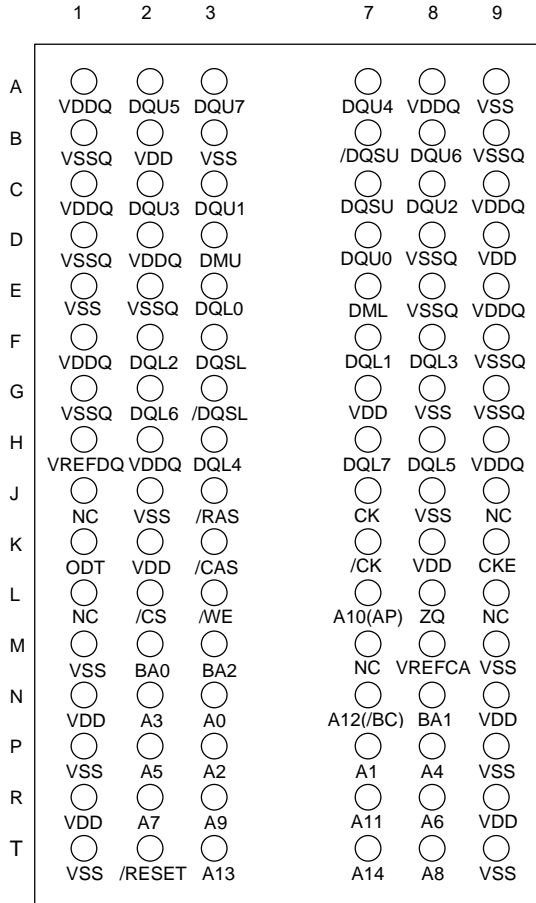 1 2 3 7 8 9
A
VDDQ DQU5 DQU7 DQU4 VDDQ VSS
B
VSSQ VDD VSS /DQSU DQU6 VSSQ
C
VDDQ DQU3 DQU1 DQSU DQU2 VDDQ
D
VSSQ VDDQ DMU DQU0 VSSQ VDD
E
VSS VSSQ DQL0 DML VSSQ VDDQ
F
VDDQ DQL2 DQSL DQL1 DQL3 VSSQ
G
VSSQ DQL6 /DQSL VDD VSS VSSQ
H
VREFDQ VDDQ DQL4 DQL7 DQL5 VDDQ
J
NC VSS /RAS CK VSS NC
K
ODT VDD /CAS /CK VDD CKE
L
NC /CS /WE A10(AP) ZQ NC
M
VSS BA0 BA2 NC VREFCA VSS
N
VDD A3 A0 A12(/BC) BA1 VDD
P
VSS A5 A2 A1 A4 VSS
R
VDD A7 A9 A11 A6 VDD
T
VSS /RESET A13 A14 A8 VSS